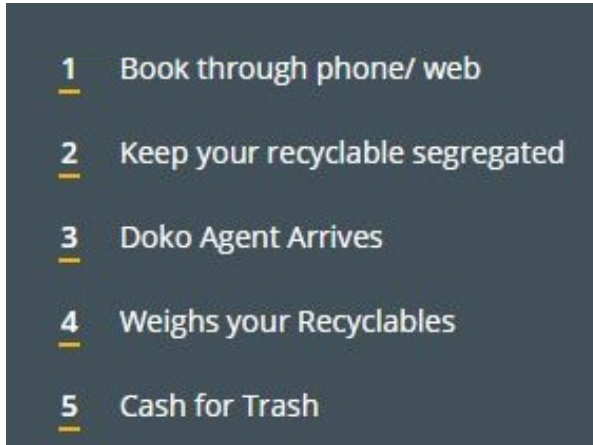 1 Book through phone/ web
2 Keep your recyclable segregated
3 Doko Agent Arrives
4 Weighs your Recyclables
5 Cash for Trash